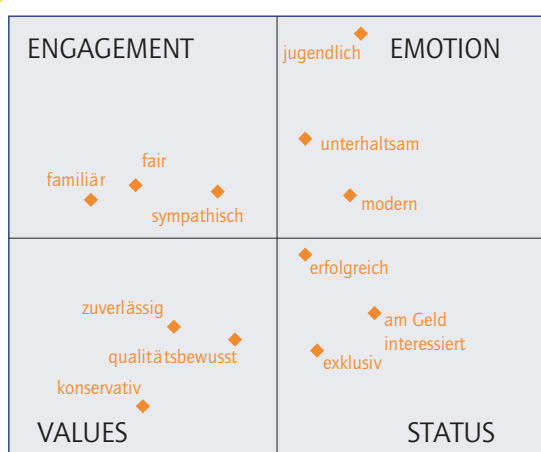 ENGAGEMENT
EMOTION
jugendlich
unterhaltsam
fair
familiär
sympathisch
modern
erfolgreich
zuverlässig
am Geld
interessiert
qualitätsbewusst
exklusiv
konservativ
VALUES
STATUS